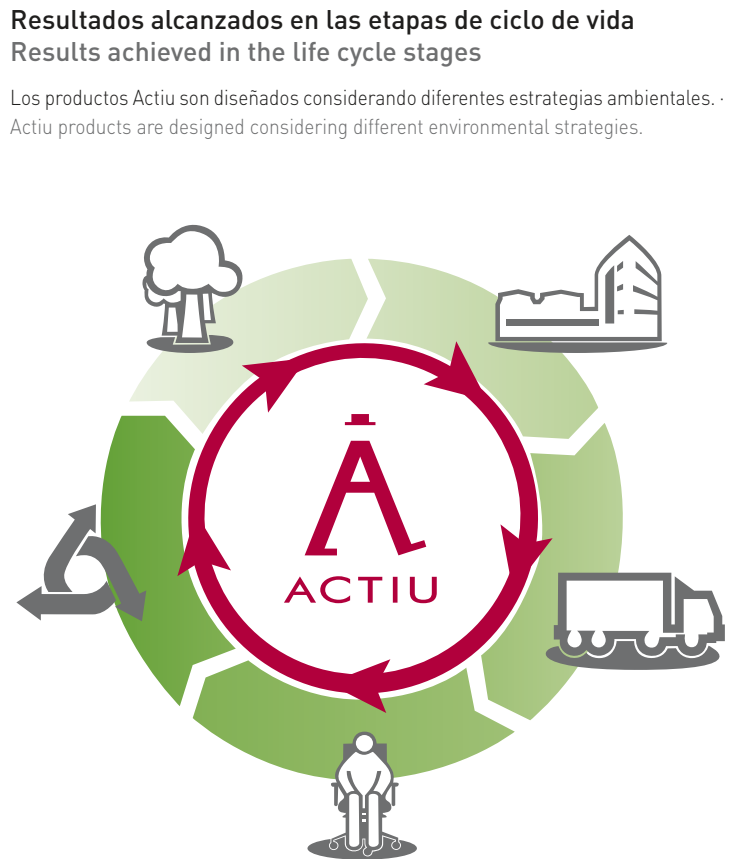 Resultados alcanzados en las etapas de ciclo de vida
Results achieved in the life cycle stages
Los productos Actiu son diseñados considerando diferentes estrategias ambientales. ·
Actiu products are designed considering different environmental strategies.
ACTIU